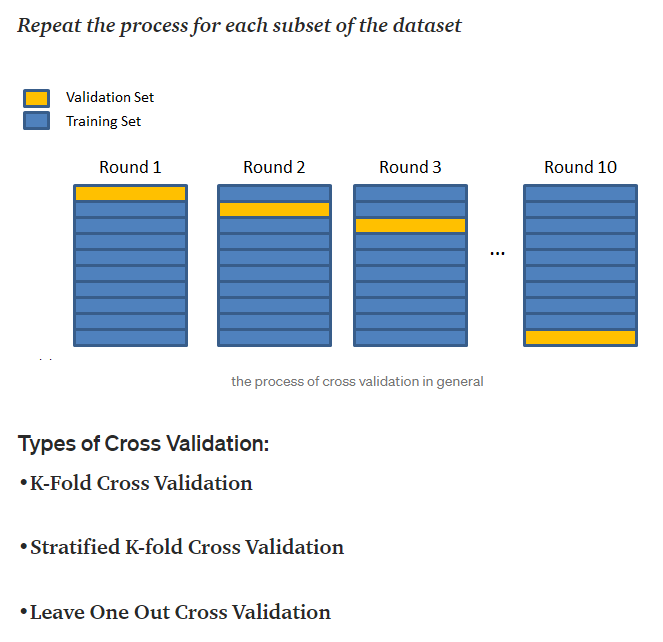 Repeat the process for each subset of the dataset
Validation Set
Training Set
Round 1 Round 2 Round 3 Round 10
...
the process of cross validation in general
Types of Cross Validation:
•K-Fold Cross Validation
•Stratified K-fold Cross Validation
•Leave One Out Cross Validation